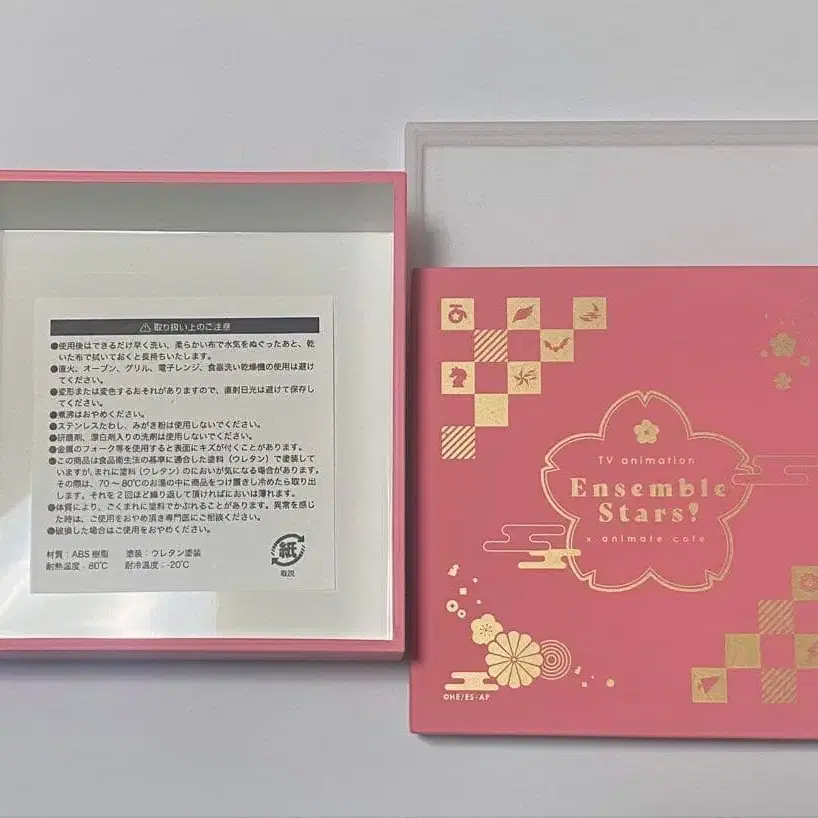 ⚠ 取り扱い上のご注意
●使用後はできるだけ早く洗い、柔らかい布で水気をぬぐったあと、乾
いた布で拭いておくと長持ちいたします。
●直火、オーブン、グリル、電子レンジ、食器洗い乾燥機の使用は避け
てください。
●変形または変色するおそれがありますので、直射日光は避けて保存し
てください。
●煮沸はおやめください。
●ステンレスたわし、みがき粉は使用しないでください。
●研磨剤、漂白剤入りの洗剤は使用しないでください。
●金属のフォーク等を使用すると表面にキズが付くことがあります。
●この商品は食品衛生法の基準に適合した塗料（ウレタン）で塗装して
いますが、まれに塗料（ウレタン）のにおいが気になる場合があります。
その際は、70～80℃のお湯の中に商品をつけ置きし冷めたら取り出
します。それを2回ほど繰り返して頂ければにおいは薄れます。
●体質により、ごくまれに塗料でかぶれることがあります。異常を感じ
た時は、ご使用をおやめ頂き専門医にご相談ください。
●破損した場合はご使用をおやめください。
材質：ABS樹脂　塗装：ウレタン塗装
耐熱温度：80℃　耐冷温度：-20℃
紙
取説
TV animation
Ensemble
Stars!
x animate cafe
©HE/ES-AP